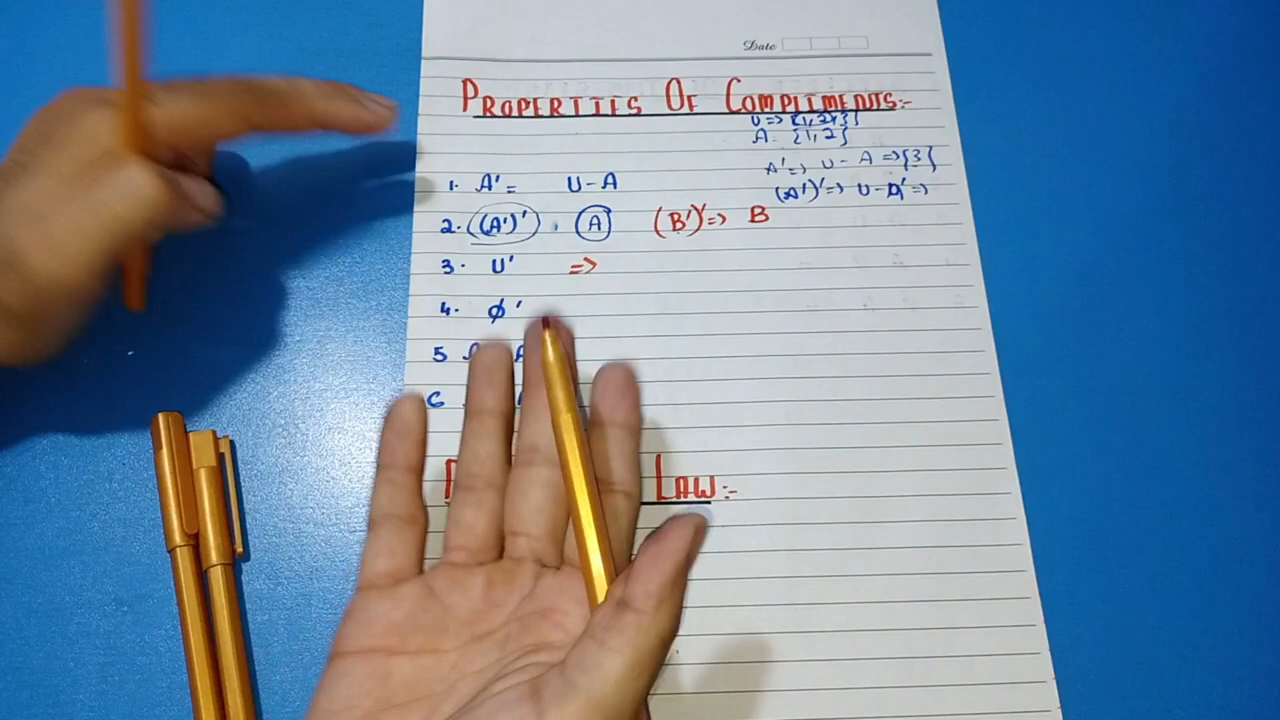 Date
PROPERTIES OF COMPLIMENTS:-
U => {1,2,3}
A = {1,2}
A' => U - A => {3}
(A')' => U - A' =>
1. A' = U - A
2. (A')' . A (B')' => B
3. U' =>
4. φ'
5
6
LAW:-